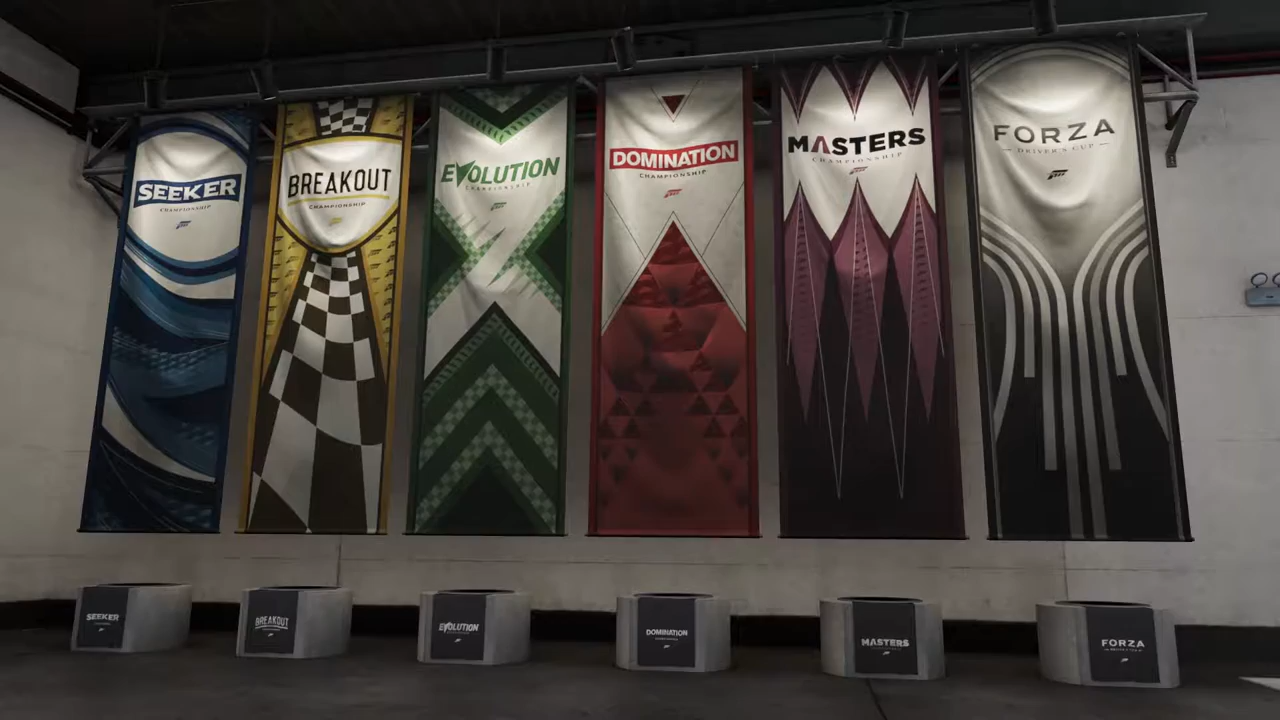 SEEKER
CHAMPIONSHIP
BREAKOUT
CHAMPIONSHIP
EVOLUTION
CHAMPIONSHIP
DOMINATION
CHAMPIONSHIP
MASTERS
CHAMPIONSHIP
FORZA
DRIVER'S CUP
SEEKER
BREAKOUT
EVOLUTION
DOMINATION
MASTERS
FORZA